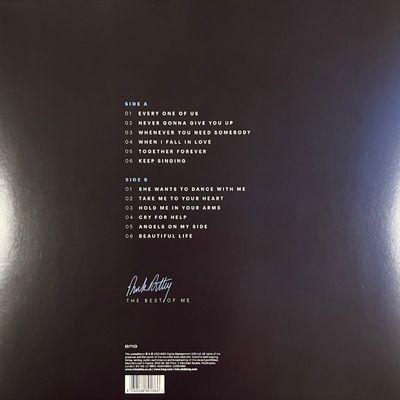 SIDE A
01 EVERY ONE OF US
02 NEVER GONNA GIVE YOU UP
03 WHENEVER YOU NEED SOMEBODY
04 WHEN I FALL IN LOVE
05 TOGETHER FOREVER
06 KEEP SINGING
SIDE B
01 SHE WANTS TO DANCE WITH ME
02 TAKE ME TO YOUR HEART
03 HOLD ME IN YOUR ARMS
04 CRY FOR HELP
05 ANGELS ON MY SIDE
06 BEAUTIFUL LIFE
THE BEST OF ME
BMG